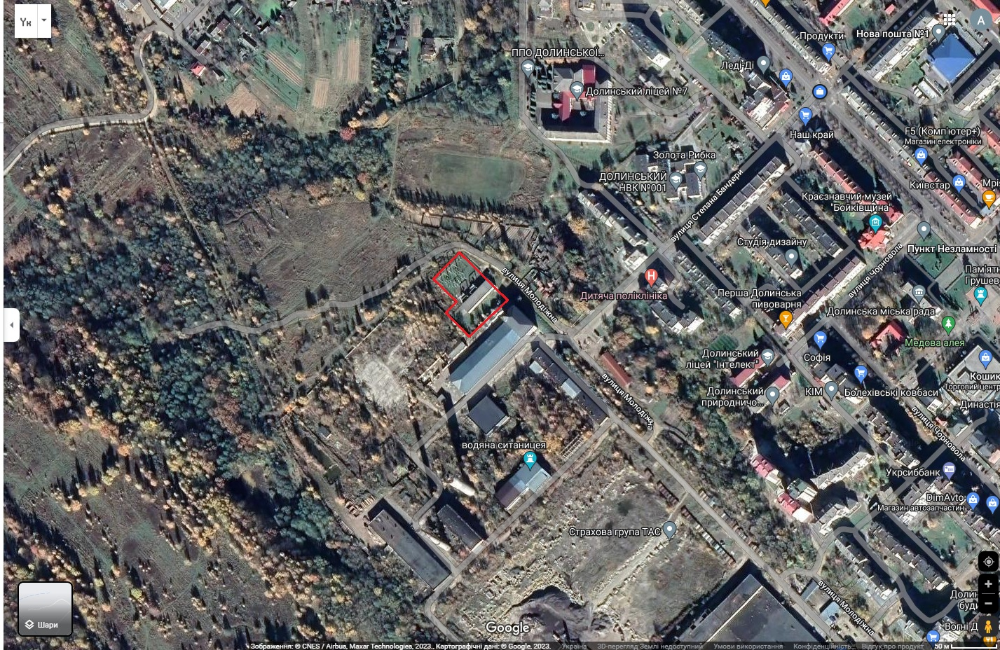 Нова пошта №1
A
Продукти
ППО ДОЛИНСЬКОЇ...
Леді-Ді
Долинський ліцей №7
Наш край
F5 (Комп'ютер+)
Магазин електроніки
Золота Рибка
ДОЛИНСЬКИЙ
НВК №001
вулиця Степана Бандери
Київстар
Мрі
Краєзнавчий музей
"Бойківщина"
Студія дизайну
Пункт Незламності
вулиця Чорновола
Пам'ятн
Грушев
вулиця Молодіжна
H
Дитяча поліклініка
Перша Долинська
пивоварня
Долинська міська рада
Медова алея
Долинський
ліцей "Інтелект"
Софія
Кошик
Торговий центр
вулиця Молодіжна
Долинський
природничо...
КІМ
Болехівські ковбаси
Династія
вулиця Чорновола
водяна ситаницея
Укрсиббанк
DimAvto
Магазин автозапчастин
Страхова група ТАС
вулиця Молодіжна
Долин
буди
Вогні Д
Шари
Google
Зображення: © CNES / Airbus, Maxar Technologies, 2023., Картографічні дані: © Google, 2023.
Україна
3D-перегляд Землі недоступний
Умови використання
Конфіденційність
Відгук про продукт
50 м